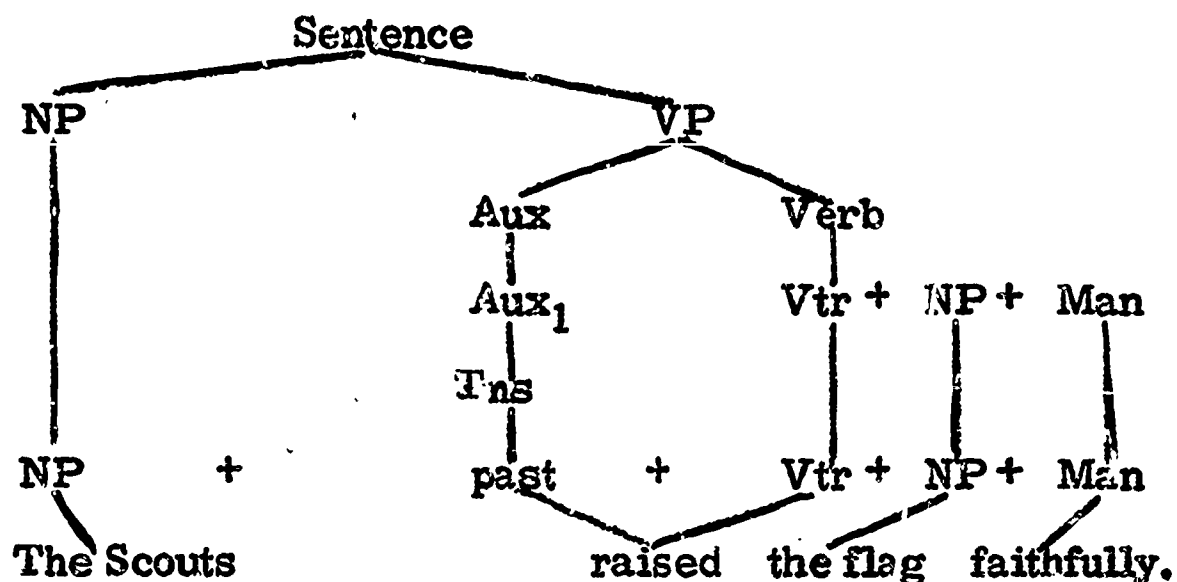 Sentence
NP VP
Aux Verb
Aux₁ Vtr + NP + Man
Tns
NP + past + Vtr + NP + Man
The Scouts raised the flag faithfully.